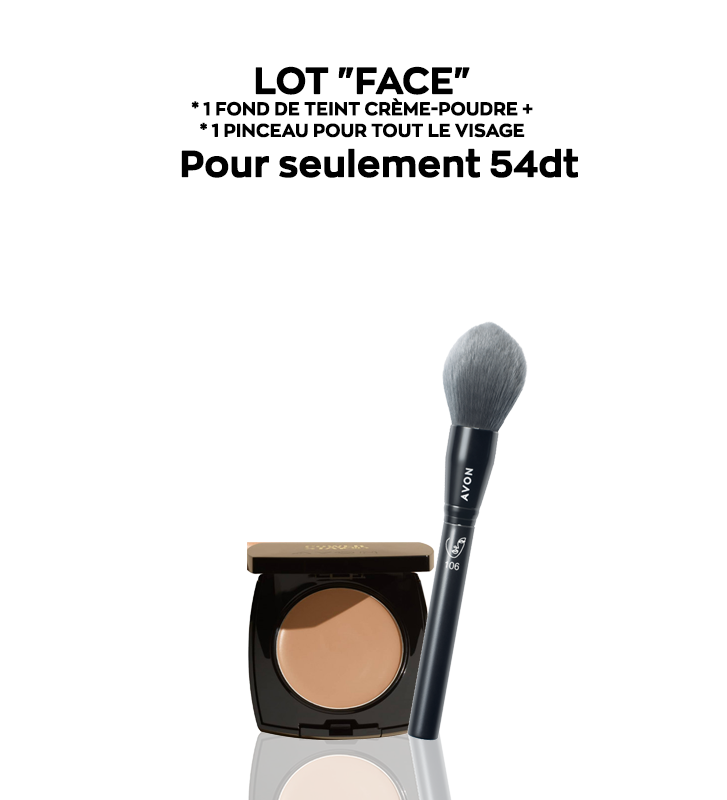 LOT "FACE"
* 1 FOND DE TEINT CRÈME-POUDRE +
* 1 PINCEAU POUR TOUT LE VISAGE
Pour seulement 54dt
AVON
106